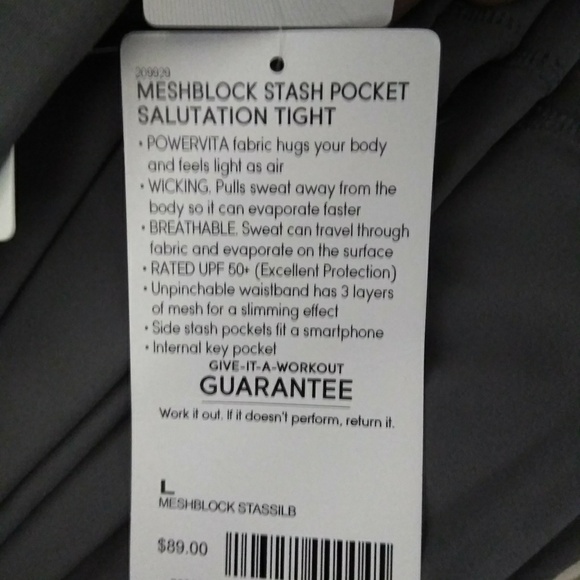 209929
MESHBLOCK STASH POCKET
SALUTATION TIGHT
• POWERVITA fabric hugs your body
and feels light as air
• WICKING. Pulls sweat away from the
body so it can evaporate faster
• BREATHABLE. Sweat can travel through
fabric and evaporate on the surface
• RATED UPF 50+ (Excellent Protection)
• Unpinchable waistband has 3 layers
of mesh for a slimming effect
• Side stash pockets fit a smartphone
• Internal key pocket
GIVE-IT-A-WORKOUT
GUARANTEE
Work it out. If it doesn't perform, return it.
L
MESHBLOCK STASSILB
$89.00